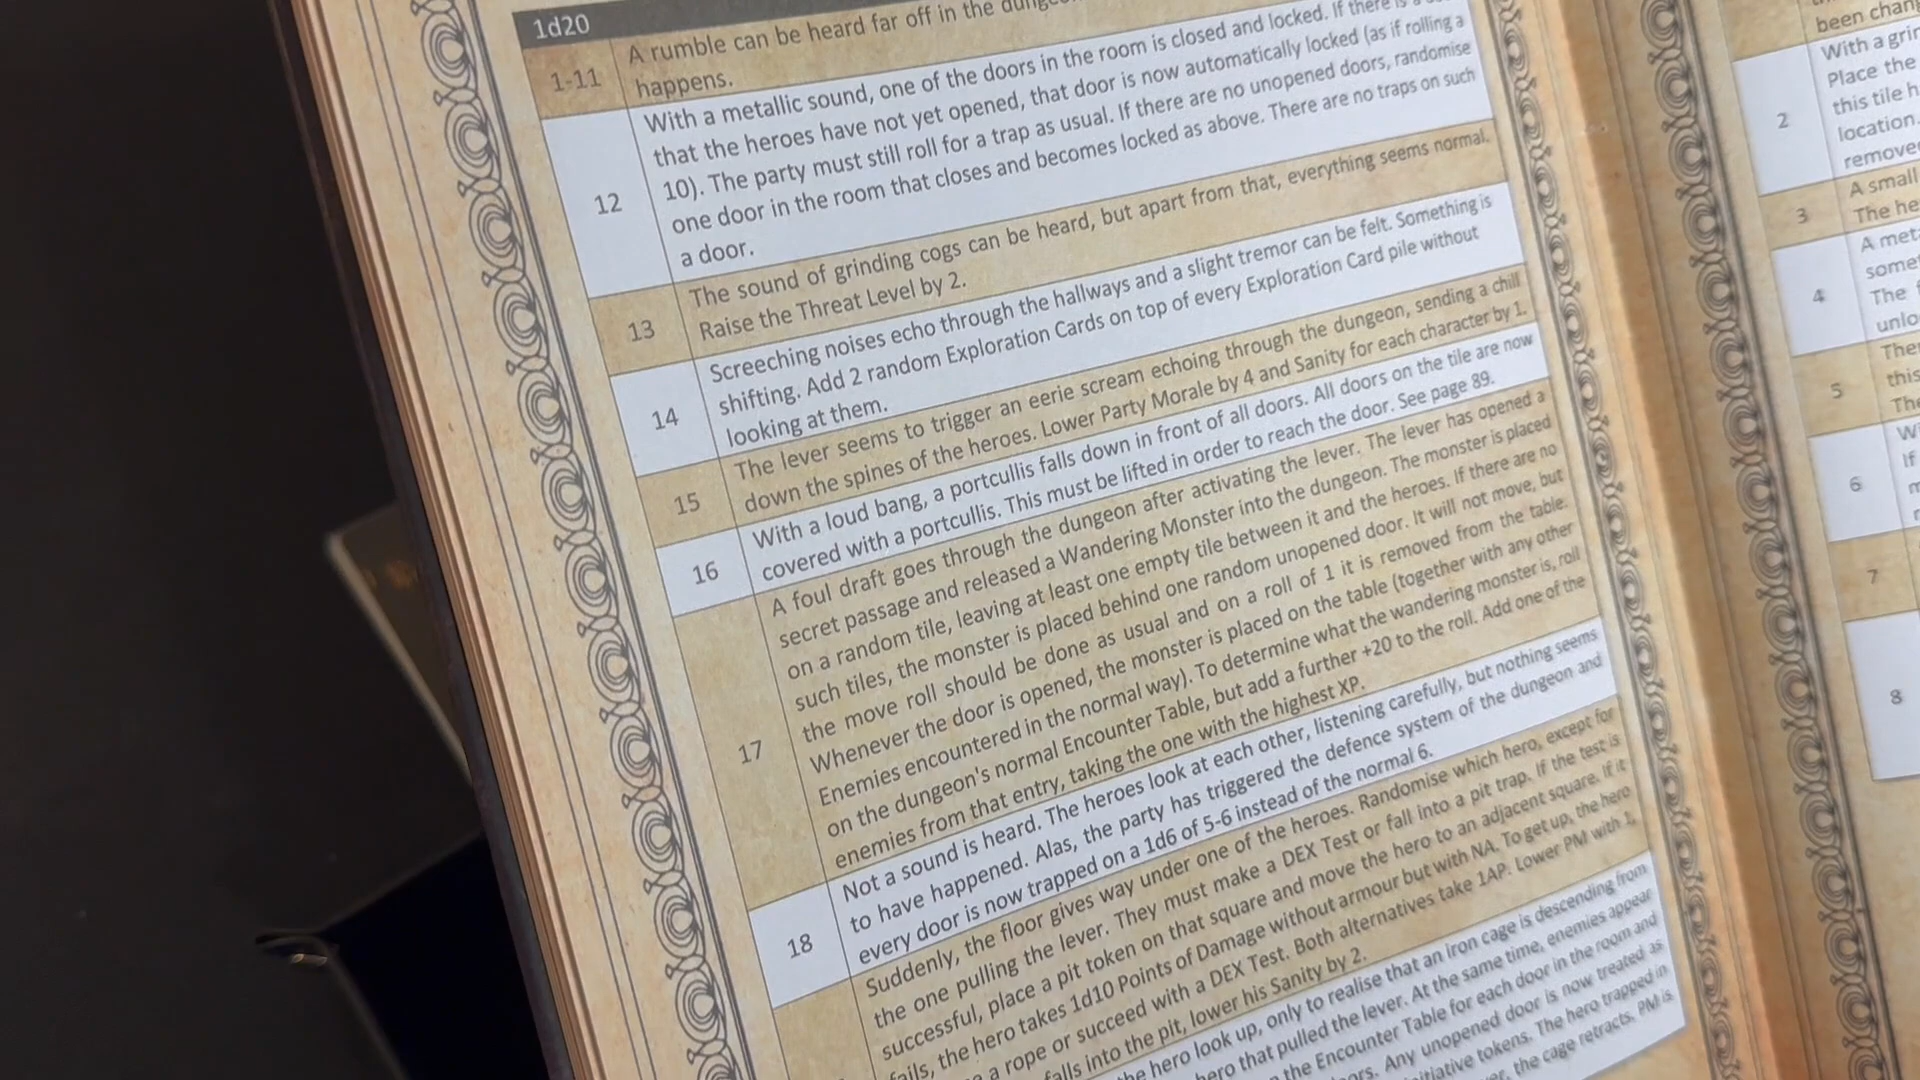 1d20
1-11
A rumble can be heard far off in the
happens.
12
With a metallic sound, one of the doors in the room is closed and locked. If there is a
that the heroes have not yet opened, that door is now automatically locked (as if rolling a
10). The party must still roll for a trap as usual. If there are no unopened doors, randomise
one door in the room that closes and becomes locked as above. There are no traps on such
a door.
13
The sound of grinding cogs can be heard, but apart from that, everything seems normal.
Raise the Threat Level by 2.
14
Screeching noises echo through the hallways and a slight tremor can be felt. Something is
shifting. Add 2 random Exploration Cards on top of every Exploration Card pile without
looking at them.
15
The lever seems to trigger an eerie scream echoing through the dungeon, sending a chill
down the spines of the heroes. Lower Party Morale by 4 and Sanity for each character by 1.
16
With a loud bang, a portcullis falls down in front of all doors. All doors on the tile are now
covered with a portcullis. This must be lifted in order to reach the door. See page 89.
17
A foul draft goes through the dungeon after activating the lever. The lever has opened a
secret passage and released a Wandering Monster into the dungeon. The monster is placed
on a random tile, leaving at least one empty tile between it and the heroes. If there are no
such tiles, the monster is placed behind one random unopened door. It will not move, but
the move roll should be done as usual and on a roll of 1 it is removed from the table.
Whenever the door is opened, the monster is placed on the table (together with any other
Enemies encountered in the normal way). To determine what the wandering monster is, roll
on the dungeon's normal Encounter Table, but add a further +20 to the roll. Add one of the
enemies from that entry, taking the one with the highest XP.
18
Not a sound is heard. The heroes look at each other, listening carefully, but nothing seems
to have happened. Alas, the party has triggered the defence system of the dungeon and
every door is now trapped on a 1d6 of 5-6 instead of the normal 6.
Suddenly, the floor gives way under one of the heroes. Randomise which hero, except for
the one pulling the lever. They must make a DEX Test or fall into a pit trap. If the test is
successful, place a pit token on that square and move the hero to an adjacent square. If it
fails, the hero takes 1d10 Points of Damage without armour but with NA. To get up, the hero
a rope or succeed with a DEX Test. Both alternatives take 1AP. Lower PM with 1,
falls into the pit, lower his Sanity by 2.
the hero look up, only to realise that an iron cage is descending from
hero that pulled the lever. At the same time, enemies appear
the Encounter Table for each door in the room and
Any unopened door is now treated as
tokens. The hero trapped in
the cage retracts. PM is
been
2
With a
Place the
this tile
location.
3
A small
The
4
A
The
5
this
The
6
If
7
8